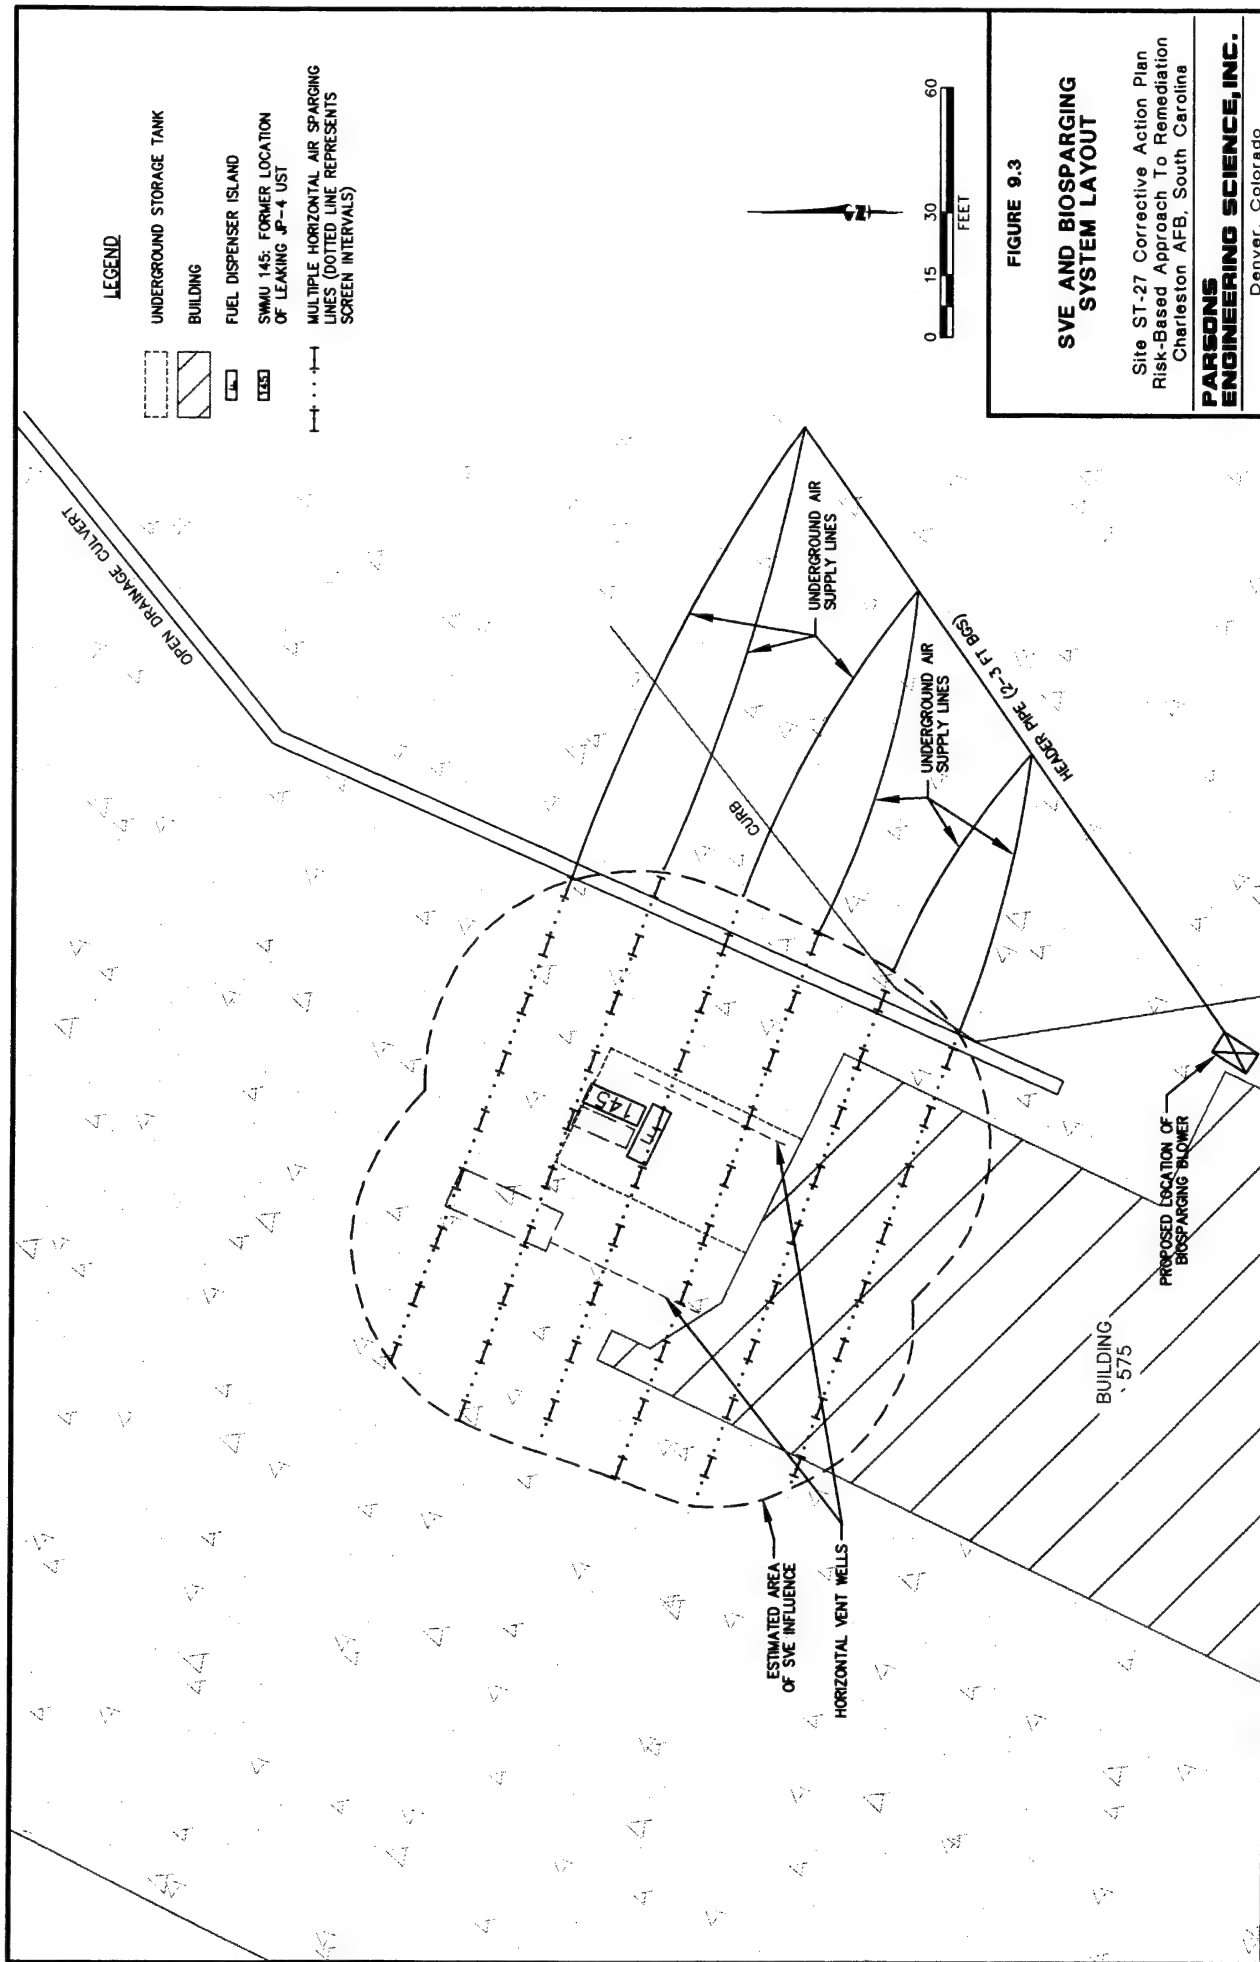 LEGEND
UNDERGROUND STORAGE TANK
BUILDING
FUEL DISPENSER ISLAND
145
SWMU 145: FORMER LOCATION
OF LEAKING JP-4 UST
MULTIPLE HORIZONTAL AIR SPARGING
LINES (DOTTED LINE REPRESENTS
SCREEN INTERVALS)
OPEN DRAINAGE CULVERT
UNDERGROUND AIR
SUPPLY LINES
UNDERGROUND AIR
SUPPLY LINES
CURB
HEADER PIPE (2-3 FT BGS)
145
ESTIMATED AREA
OF SVE INFLUENCE
HORIZONTAL VENT WELLS
BUILDING
575
PROPOSED LOCATION OF
BIOSPARGING BLOWER
N
0 15 30 60
FEET
FIGURE 9.3
SVE AND BIOSPARGING
SYSTEM LAYOUT
Site ST-27 Corrective Action Plan
Risk-Based Approach To Remediation
Charleston AFB, South Carolina
PARSONS
ENGINEERING SCIENCE, INC.
Denver, Colorado